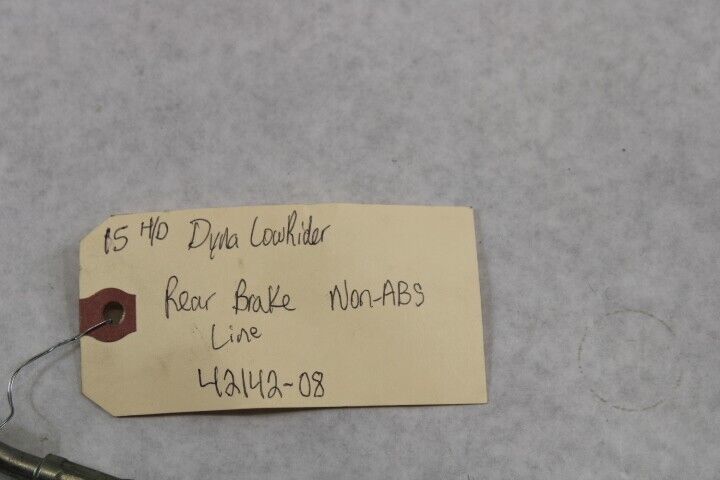 15 H/D Dyna LowRider
Rear Brake Non-ABS
Line
42142-08